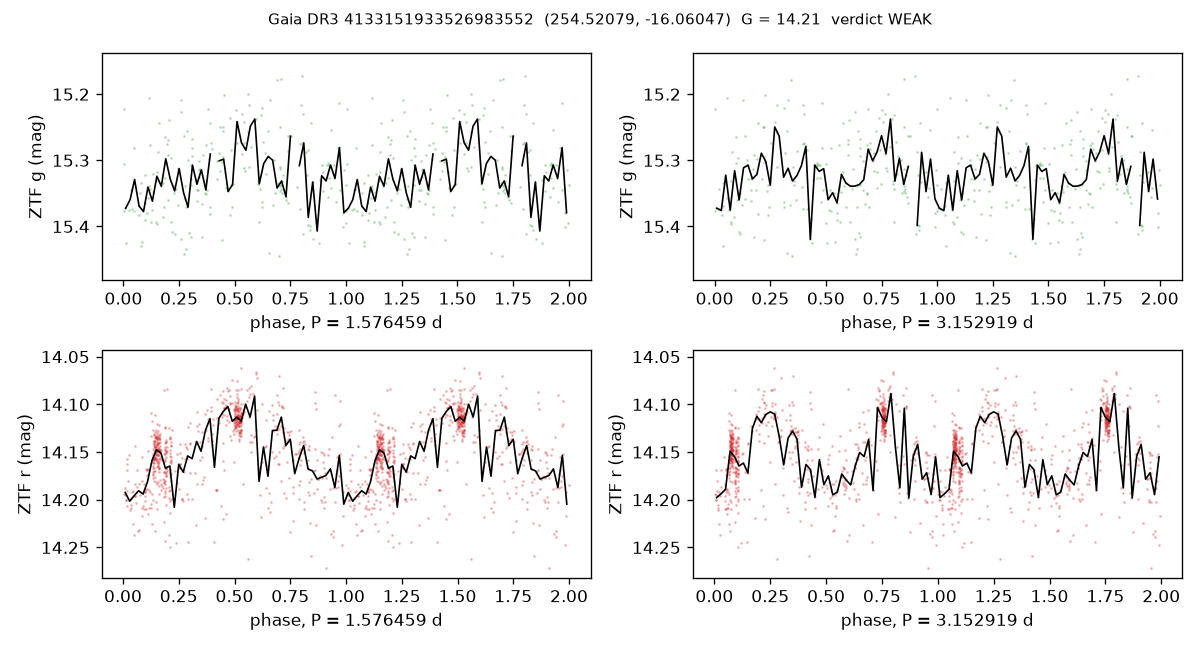 Gaia DR3 4133151933526983552 (254.52079, -16.06047) G = 14.21 verdict WEAK
ZTF g (mag)
15.2
15.3
15.4
0.00 0.25 0.50 0.75 1.00 1.25 1.50 1.75 2.00
phase, P = 1.576459 d
ZTF g (mag)
15.2
15.3
15.4
0.00 0.25 0.50 0.75 1.00 1.25 1.50 1.75 2.00
phase, P = 3.152919 d
ZTF r (mag)
14.05
14.10
14.15
14.20
14.25
0.00 0.25 0.50 0.75 1.00 1.25 1.50 1.75 2.00
phase, P = 1.576459 d
ZTF r (mag)
14.05
14.10
14.15
14.20
14.25
0.00 0.25 0.50 0.75 1.00 1.25 1.50 1.75 2.00
phase, P = 3.152919 d